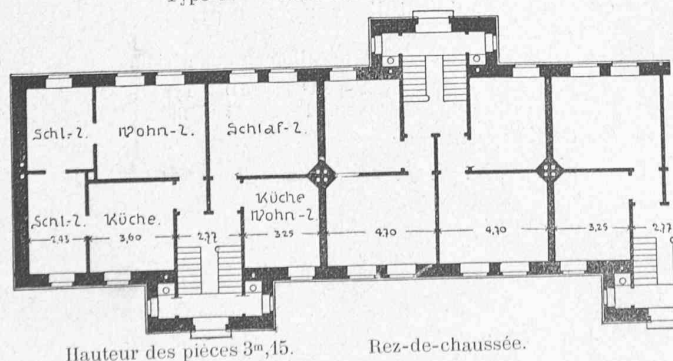 Schl.-Z.
Wohn-Z.
Schlaf-Z.
Schl.-Z.
Küche.
Küche
Wohn-Z
2,43
3,60
2,77
3,25
4,70
4,70
3,25
2,77
Hauteur des pièces 3ᵐ,15.
Rez-de-chaussée.